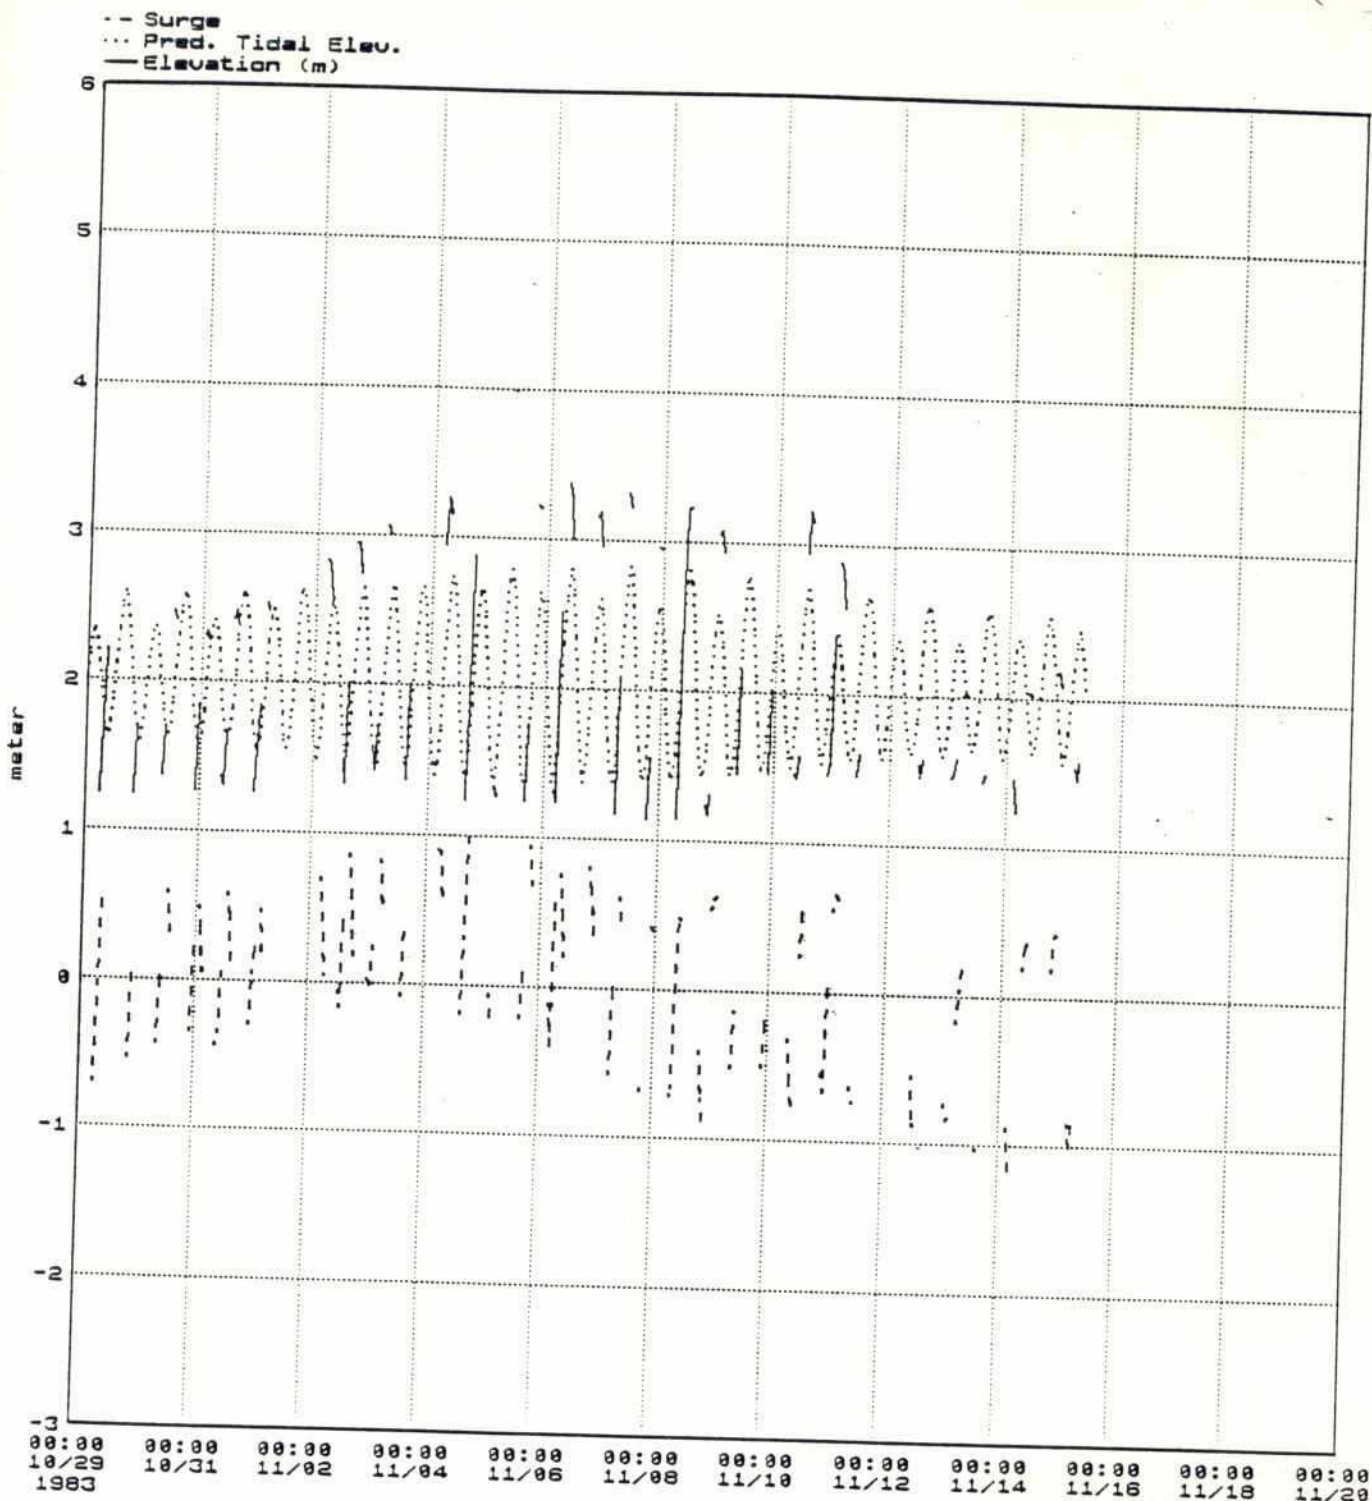 -·- Surge
··· Pred. Tidal Elev.
— Elevation (m)
6
5
4
3
2
1
0
-1
-2
-3
meter
00:00 00:00 00:00 00:00 00:00 00:00 00:00 00:00 00:00 00:00 00:00 00:00
10/29 10/31 11/02 11/04 11/06 11/08 11/10 11/12 11/14 11/16 11/18 11/20
1983